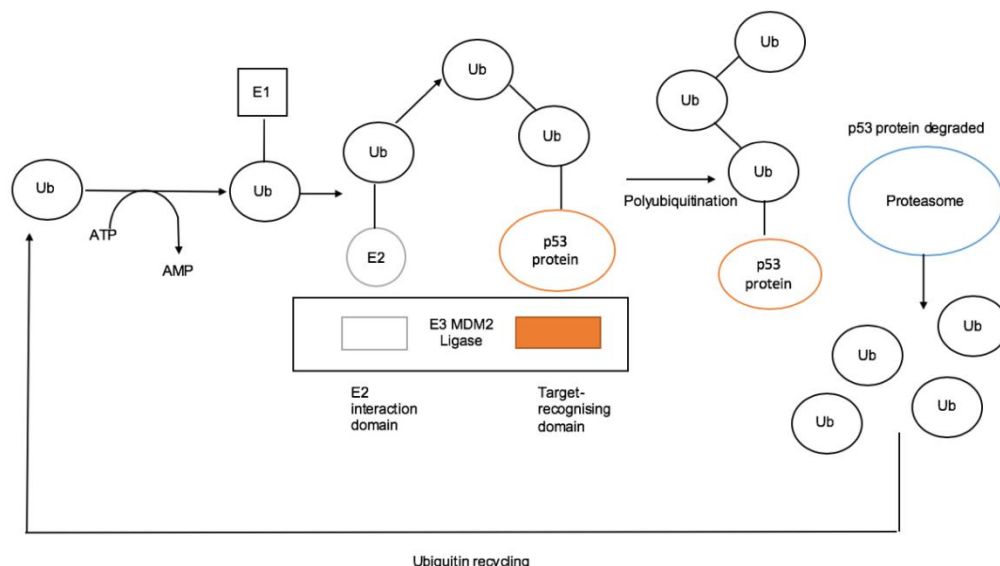 Ub
ATP
AMP
E1
Ub
Ub
E2
Ub
Ub
p53
protein
E3 MDM2
Ligase
E2
interaction
domain
Target-
recognising
domain
Polyubiquitination
Ub
Ub
Ub
p53
protein
p53 protein degraded
Proteasome
Ub
Ub
Ub
Ub
Ubiquitin recycling